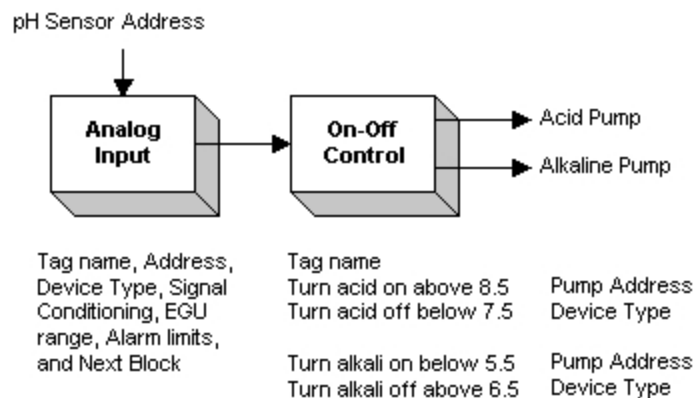 pH Sensor Address
Analog
Input
On-Off
Control
Acid Pump
Alkaline Pump
Tag name, Address,
Device Type, Signal
Conditioning, EGU
range, Alarm limits,
and Next Block
Tag name
Turn acid on above 8.5
Turn acid off below 7.5
Turn alkali on below 5.5
Turn alkali off above 6.5
Pump Address
Device Type
Pump Address
Device Type